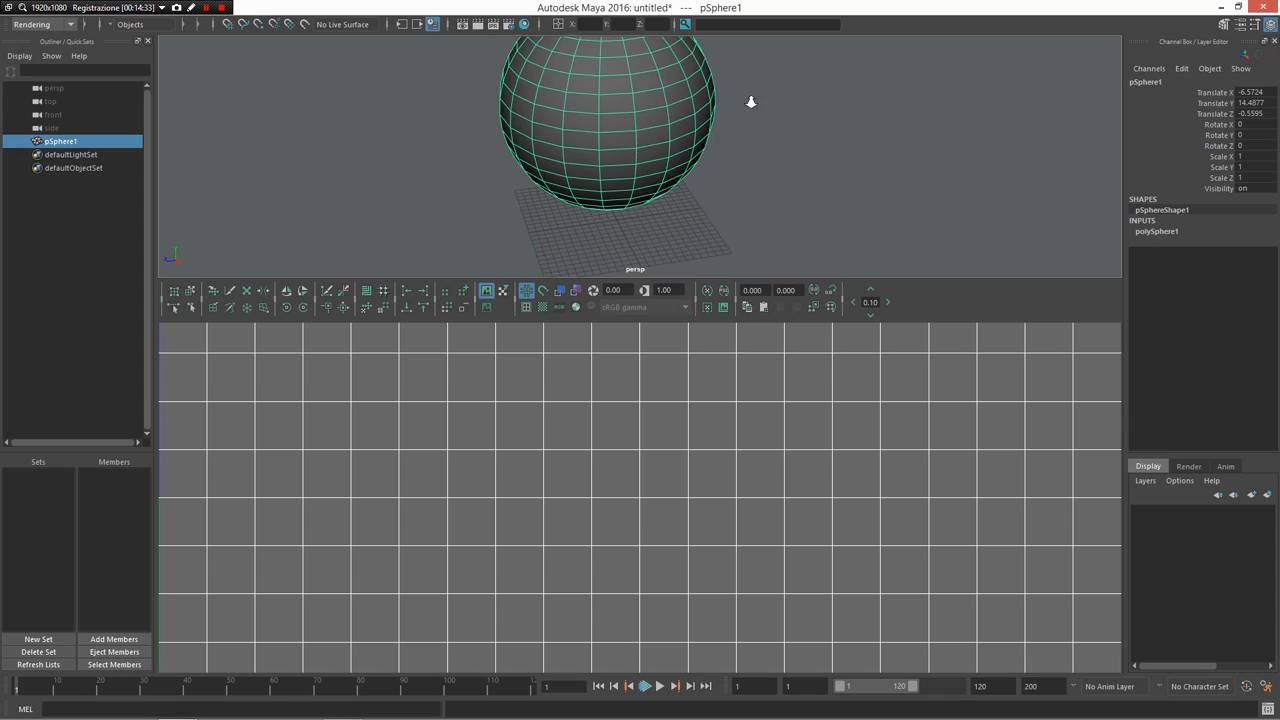 1920x1080 Registrazione (00:14:33)
Autodesk Maya 2016: untitled* --- pSphere1
Rendering
Objects
No Live Surface
X:
Y:
Z:
Outliner / Quick Sets
Display Show Help
persp
top
front
side
pSphere1
defaultLightSet
defaultObjectSet
Sets
Members
New Set
Add Members
Delete Set
Eject Members
Refresh Lists
Select Members
persp
0.00
1.00
sRGB gamma
0.000
0.000
0.10
Channel Box / Layer Editor
Channels Edit Object Show
pSphere1
Translate X -6.5724
Translate Y 14.4877
Translate Z -0.5595
Rotate X 0
Rotate Y 0
Rotate Z 0
Scale X 1
Scale Y 1
Scale Z 1
Visibility on
SHAPES
pSphereShape1
INPUTS
polySphere1
Display Render Anim
Layers Options Help
1 10 20 30 40 50 60 70 80 90 100 110 12
1
1
1
1 120
120
200
No Anim Layer
No Character Set
MEL